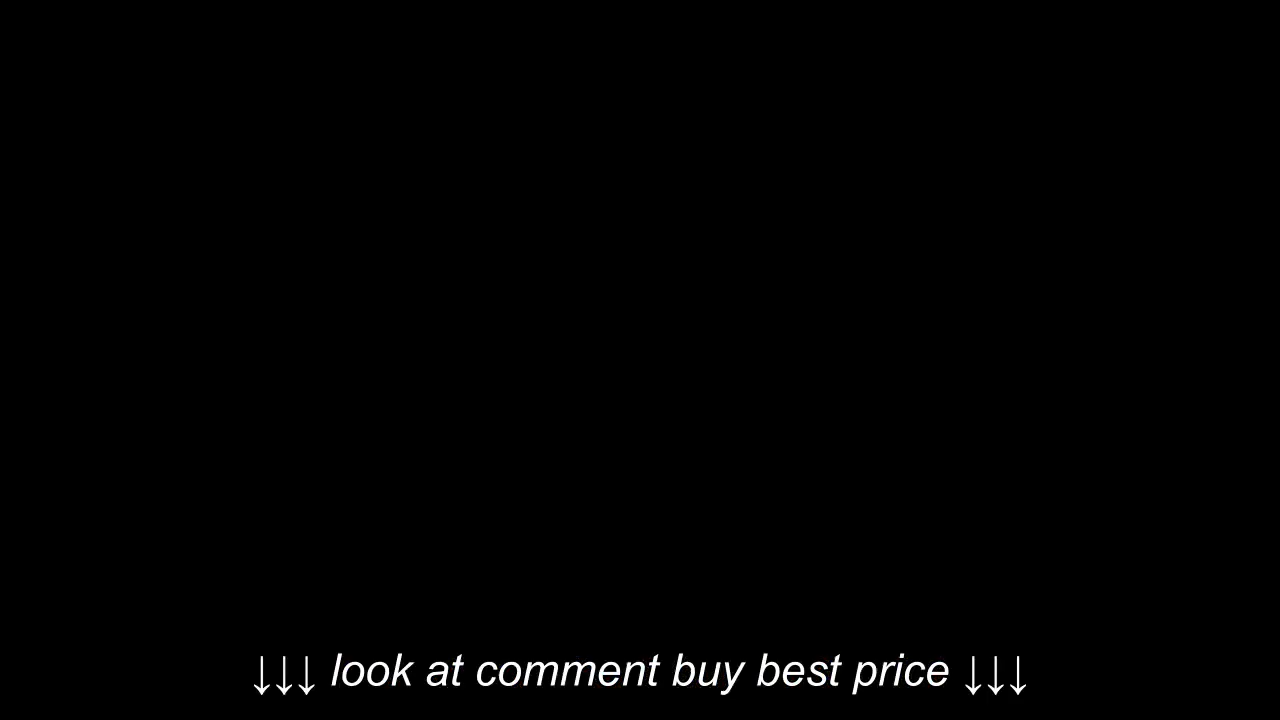 ↓↓↓ look at comment buy best price ↓↓↓